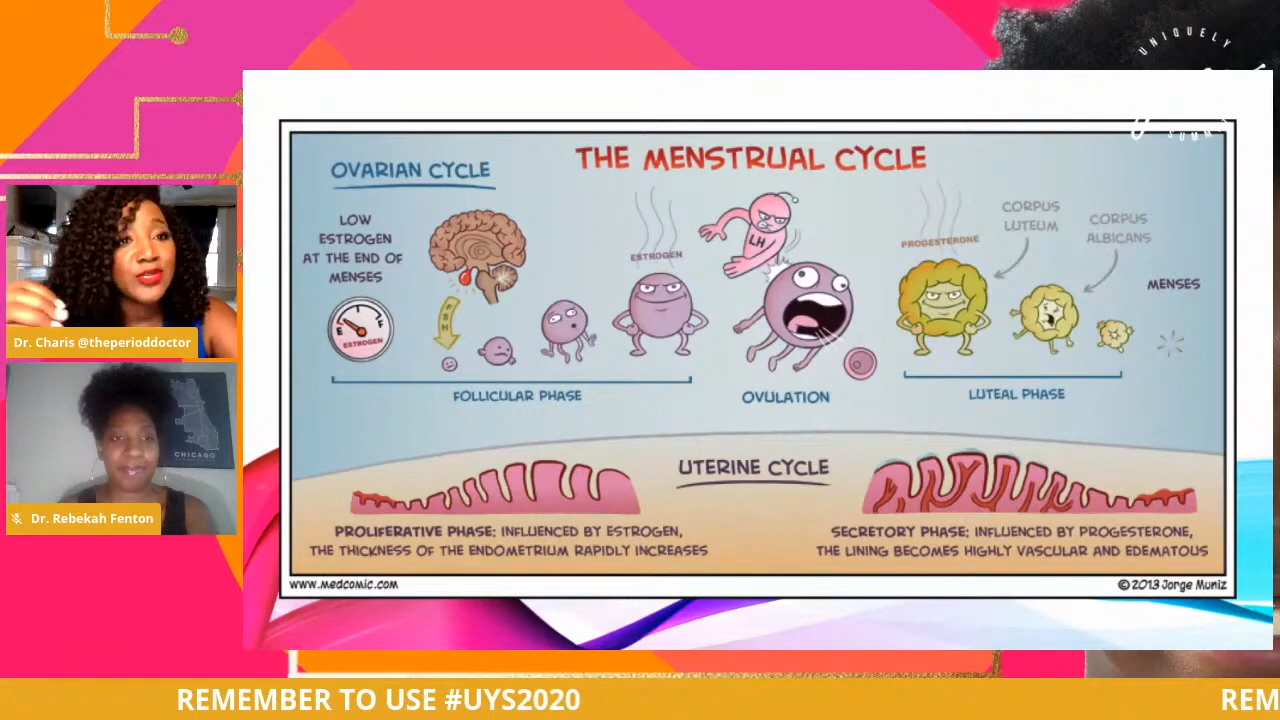 UNIQUELY
SUMMIT
THE MENSTRUAL CYCLE
OVARIAN CYCLE
LOW
ESTROGEN
AT THE END OF
MENSES
E
F
ESTROGEN
FSH
ESTROGEN
LH
PROGESTERONE
CORPUS
LUTEUM
CORPUS
ALBICANS
MENSES
FOLLICULAR PHASE
OVULATION
LUTEAL PHASE
UTERINE CYCLE
PROLIFERATIVE PHASE: INFLUENCED BY ESTROGEN,
THE THICKNESS OF THE ENDOMETRIUM RAPIDLY INCREASES
SECRETORY PHASE: INFLUENCED BY PROGESTERONE,
THE LINING BECOMES HIGHLY VASCULAR AND EDEMATOUS
www.medcomic.com
© 2013 Jorge Muniz
Dr. Charis @theperioddoctor
CHICAGO
Dr. Rebekah Fenton
REMEMBER TO USE #UYS2020
REM